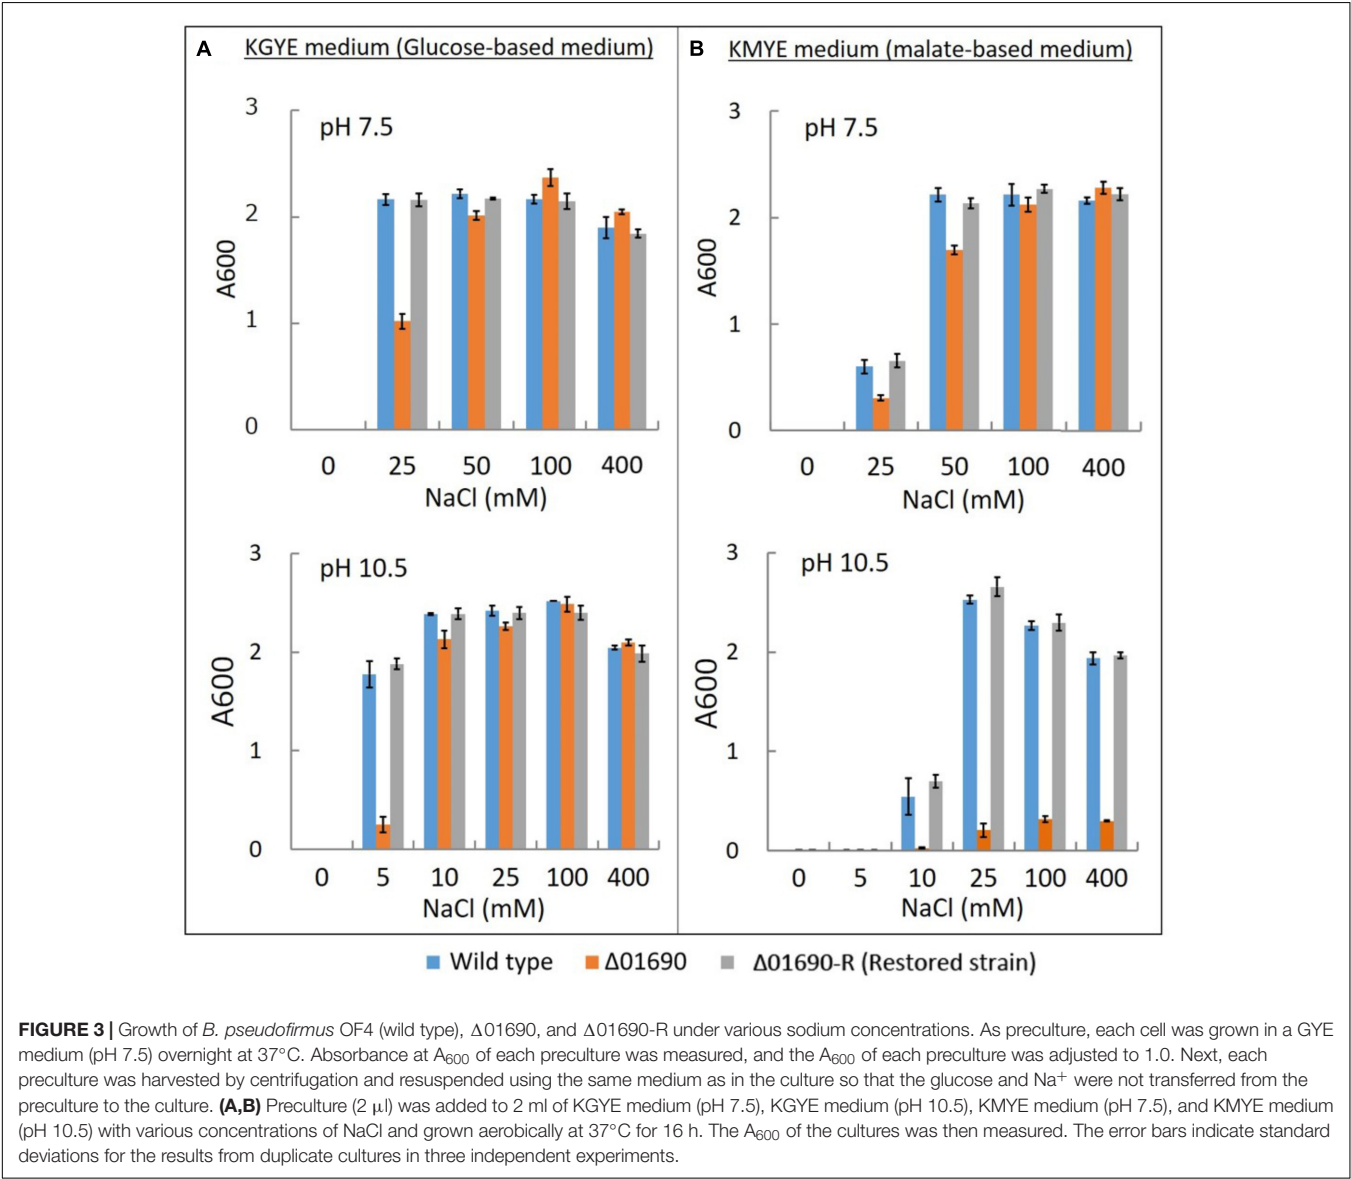 A KGYE medium (Glucose-based medium)
3
pH 7.5
2
A600
1
0
0 25 50 100 400
NaCl (mM)
3
pH 10.5
2
A600
1
0
0 5 10 25 100 400
NaCl (mM)
B KMYE medium (malate-based medium)
3
pH 7.5
2
A600
1
0
0 25 50 100 400
NaCl (mM)
3
pH 10.5
2
A600
1
0
0 5 10 25 100 400
NaCl (mM)
Wild type Δ01690 Δ01690-R (Restored strain)
FIGURE 3 | Growth of B. pseudofirmus OF4 (wild type), Δ01690, and Δ01690-R under various sodium concentrations. As preculture, each cell was grown in a GYE
medium (pH 7.5) overnight at 37°C. Absorbance at A600 of each preculture was measured, and the A600 of each preculture was adjusted to 1.0. Next, each
preculture was harvested by centrifugation and resuspended using the same medium as in the culture so that the glucose and Na+ were not transferred from the
preculture to the culture. (A,B) Preculture (2 μl) was added to 2 ml of KGYE medium (pH 7.5), KGYE medium (pH 10.5), KMYE medium (pH 7.5), and KMYE medium
(pH 10.5) with various concentrations of NaCl and grown aerobically at 37°C for 16 h. The A600 of the cultures was then measured. The error bars indicate standard
deviations for the results from duplicate cultures in three independent experiments.